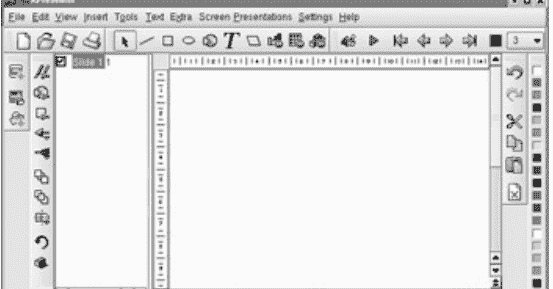 File Edit View Insert Tools Text Extra Screen Presentations Settings Help
T 3
Slide 1